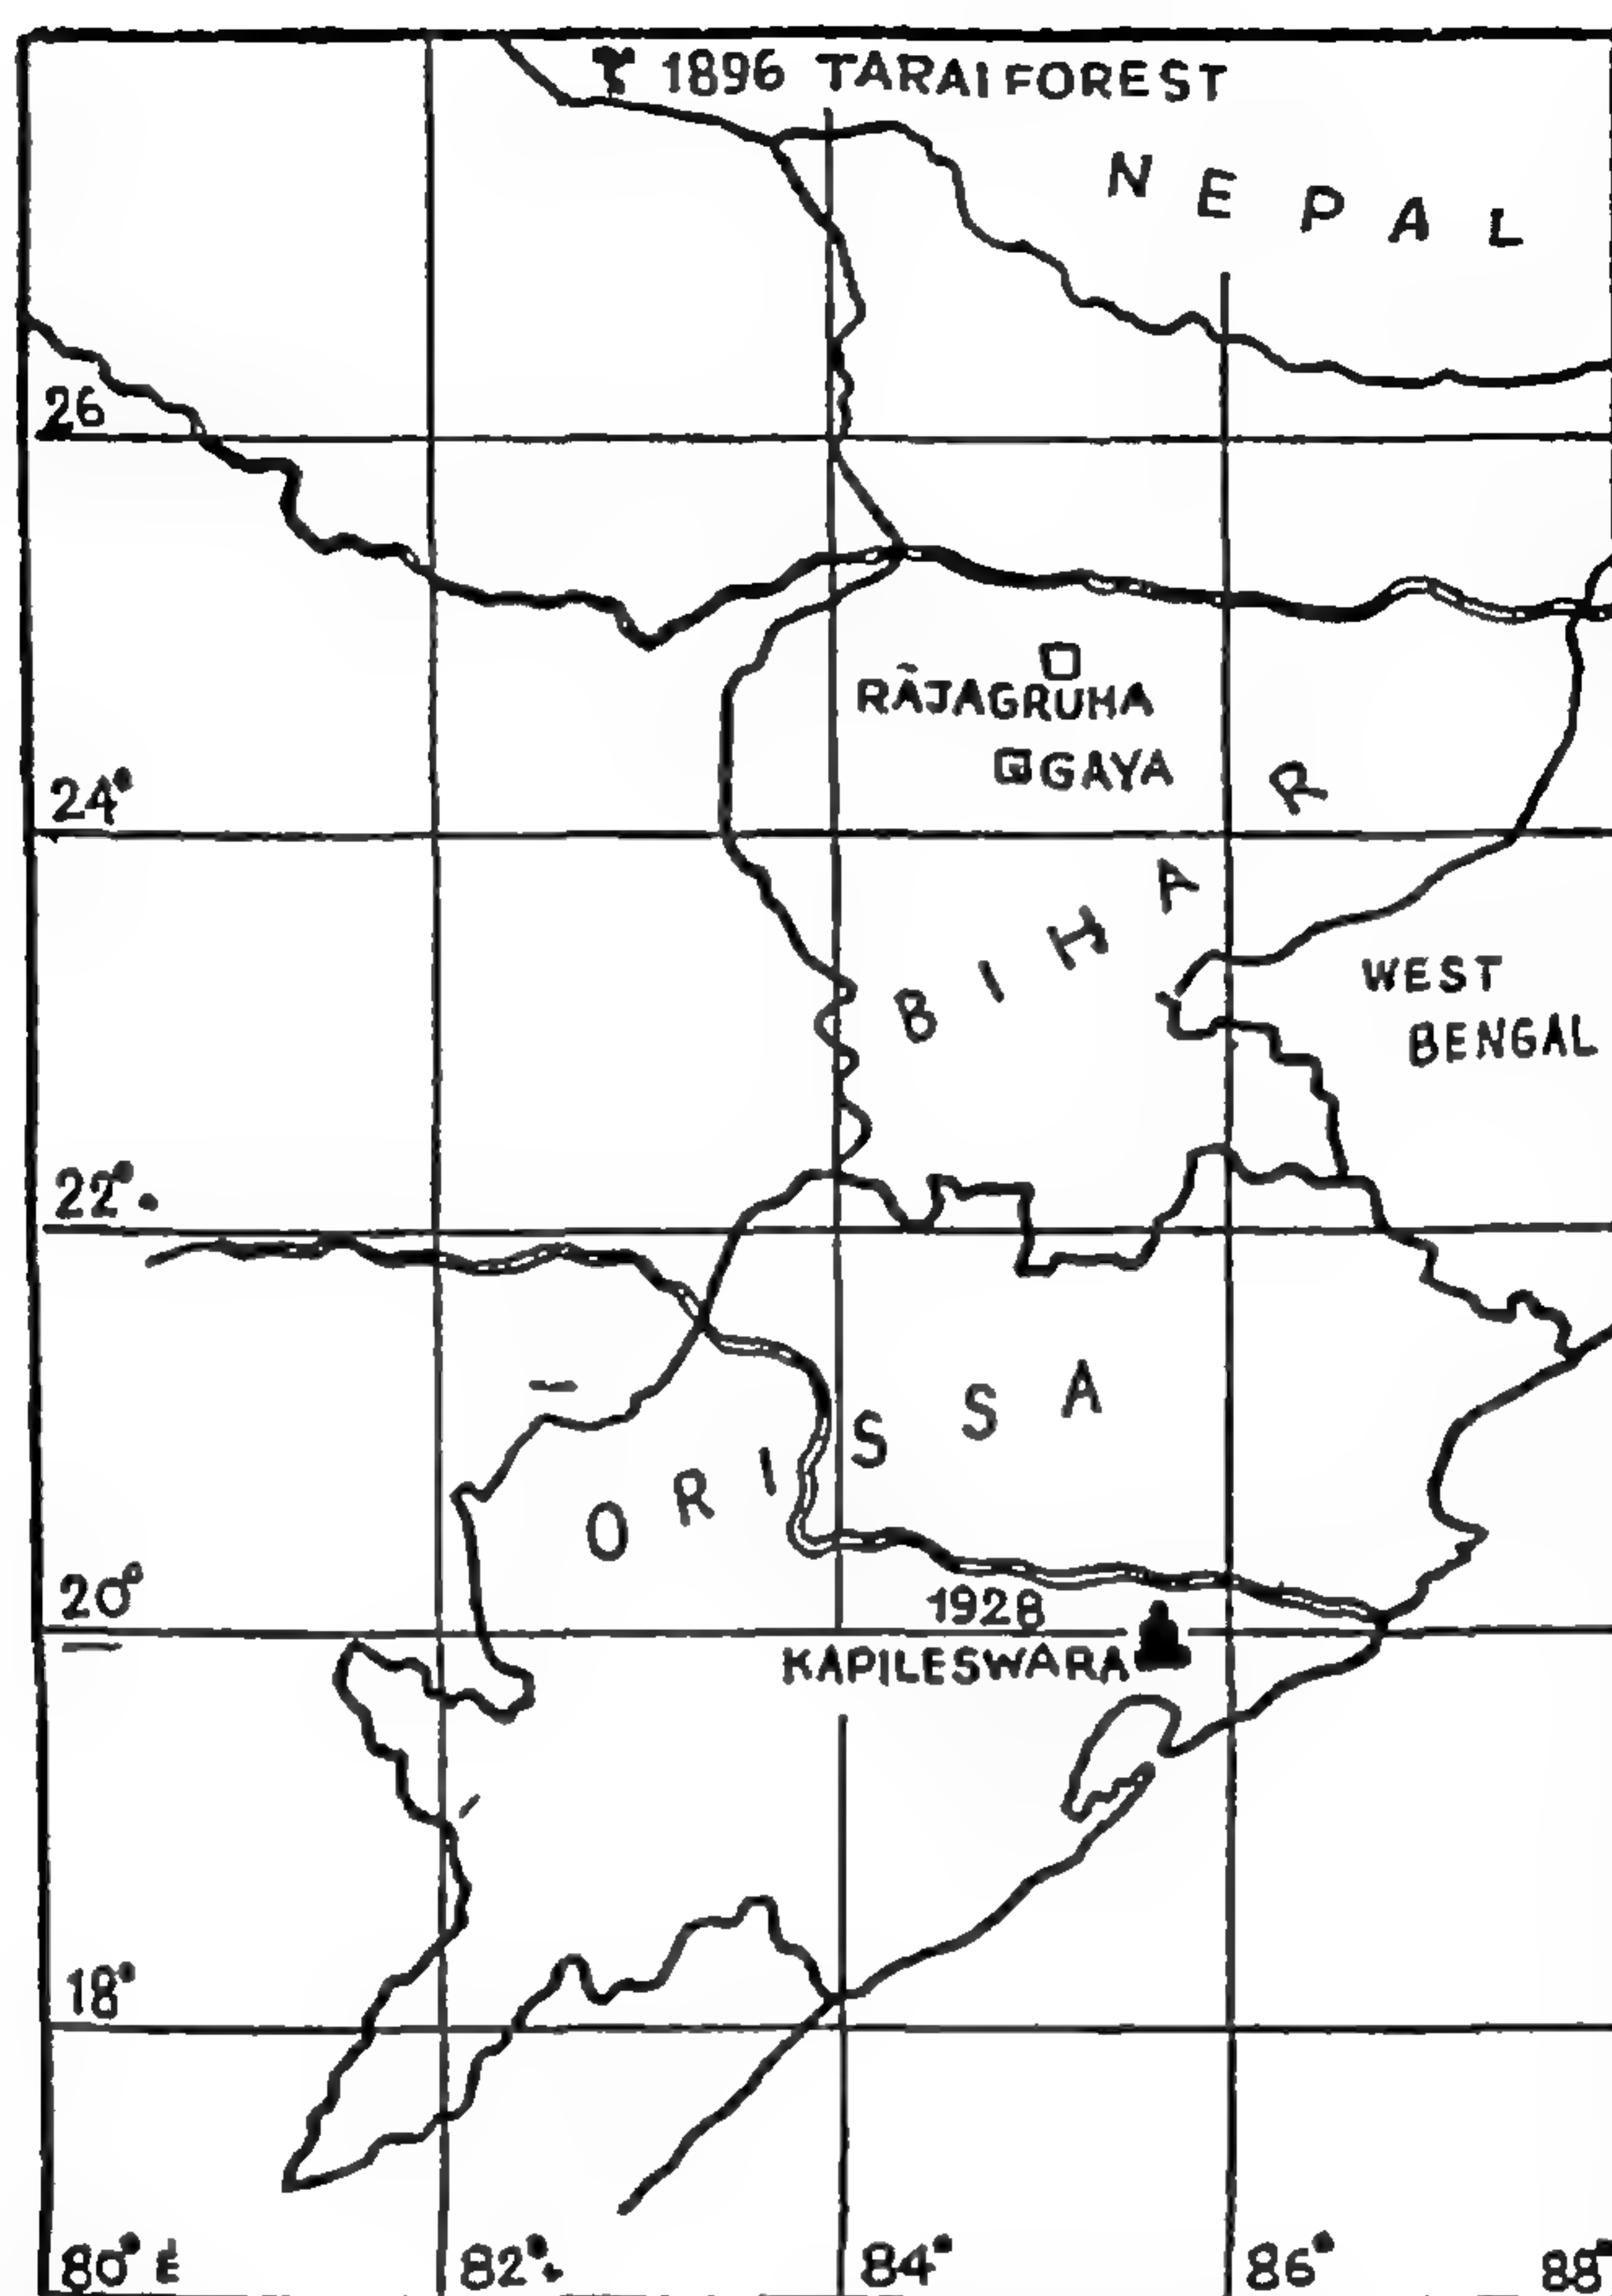 1896 TARAI FOREST
NEPAL
26
RĀJAGRUHA
GAYA
24°
BIHAR
WEST
BENGAL
22°
ORISSA
20°
1928
KAPILESWARA
18°
80° E
82°
84°
86°
88°